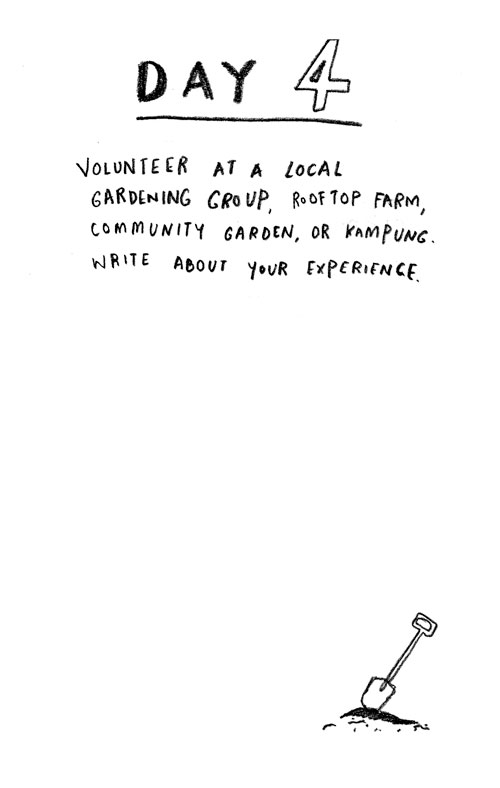 DAY 4
VOLUNTEER AT A LOCAL
GARDENING GROUP, ROOFTOP FARM,
COMMUNITY GARDEN, OR KAMPUNG.
WRITE ABOUT YOUR EXPERIENCE.